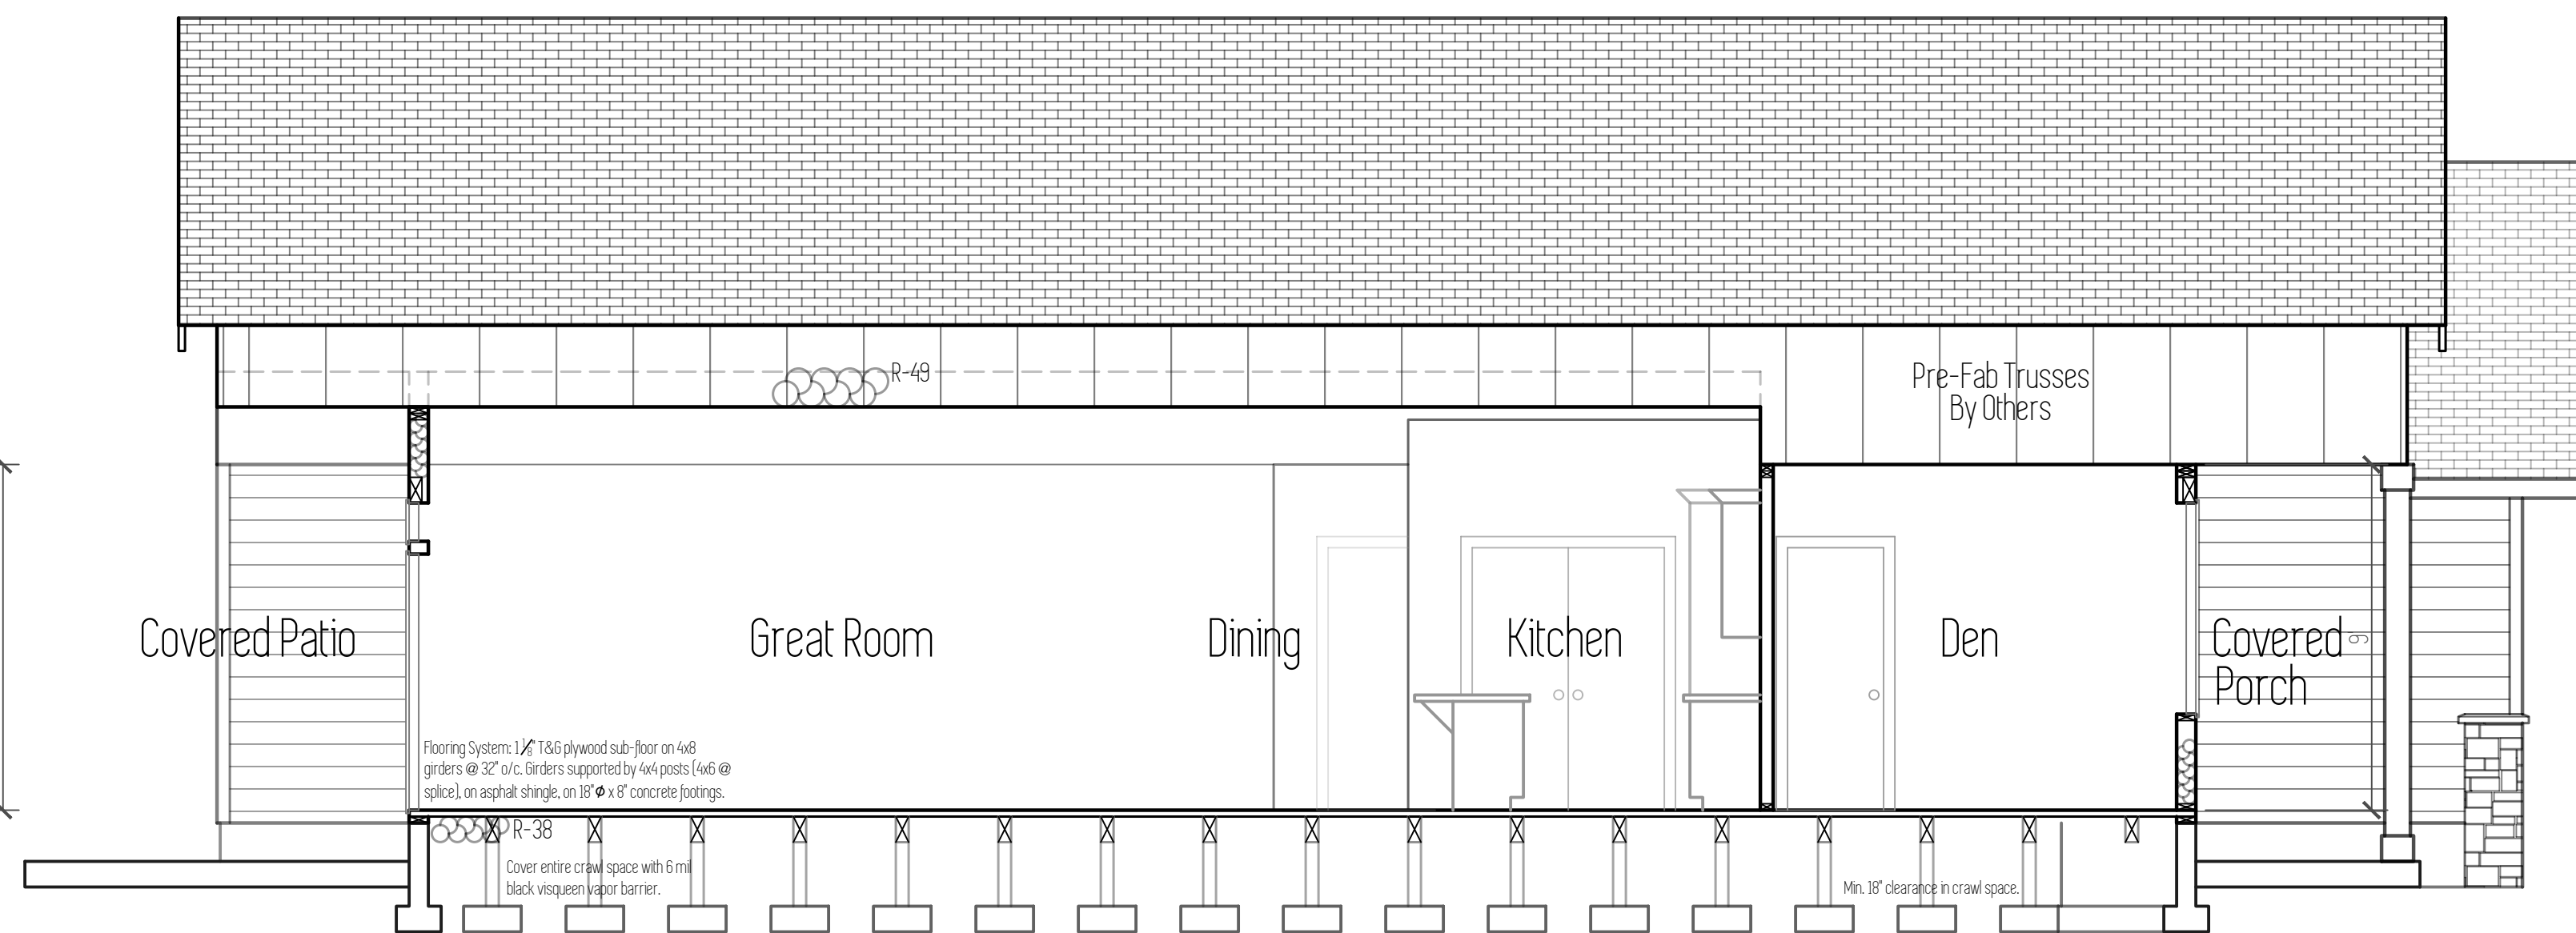 R-49
Pre-Fab Trusses
By Others
Covered Patio
Great Room
Dining
Kitchen
Den
Covered
Porch
9'
Flooring System: 1 1/8" T&G plywood sub-floor on 4x8
girders @ 32" o/c. Girders supported by 4x4 posts (4x6 @
splice), on asphalt shingle, on 18"Ø x 8" concrete footings.
R-38
Cover entire crawl space with 6 mil
black visqueen vapor barrier.
Min. 18" clearance in crawl space.